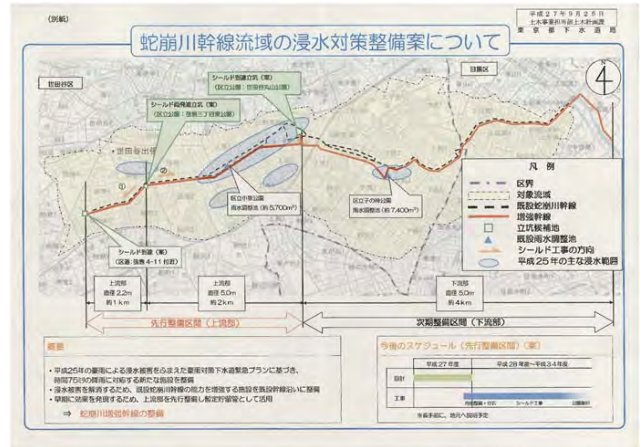 （別紙）
平成27年9月25日
東京都下水道局
蛇崩川幹線流域の浸水対策整備案について
世田谷区
目黒区
シールド到達立坑（案）
シールド両発進立坑（案）
①
②
区立小泉公園
雨水調整池（約5,700m³）
区立子の神公園
雨水調整池（約7,400m³）
シールド到達（案）
凡 例
区界
対象流域
既設蛇崩川幹線
増強幹線
立坑候補地
既設雨水調整池
シールド工事の方向
平成25年の主な浸水範囲
上流部
直径2.2m
約1km
上流部
直径5.0m
約2km
下流部
直径5.0m
約4km
先行整備区間（上流部）
次期整備区間（下流部）
概要
・平成25年の豪雨による浸水被害をふまえた豪雨対策下水道緊急プランに基づき、
時間75ﾐﾘの降雨に対応する新たな施設を整備
・浸水被害を解消するため、既設蛇崩川幹線の能力を増強する施設を既設幹線沿いに整備
・早期に効果を発現するため、上流部を先行整備し暫定貯留管として活用
⇒ 蛇崩川増強幹線の整備
今後のスケジュール（先行整備区間）（案）
平成27年度
平成28年度～平成34年度
設計
工事
シールド工事